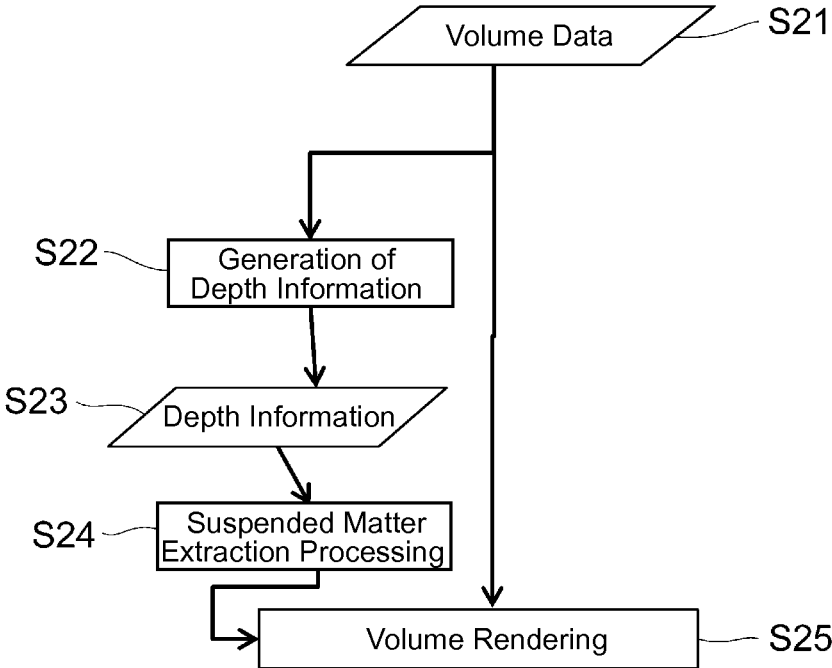 Volume Data
S21
S22
Generation of
Depth Information
S23
Depth Information
S24
Suspended Matter
Extraction Processing
Volume Rendering
S25